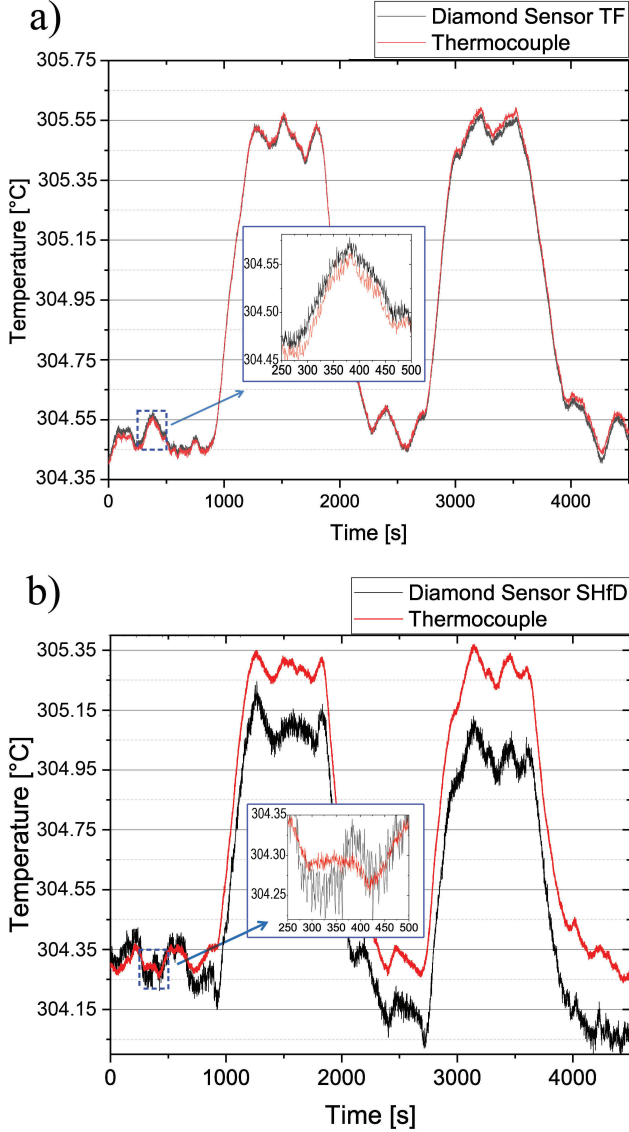 a)
Diamond Sensor TF
Thermocouple
305.75
305.55
305.35
305.15
304.95
304.75
304.55
304.35
Temperature [°C]
304.55
304.50
304.45
250 300 350 400 450 500
0 1000 2000 3000 4000
Time [s]
b)
Diamond Sensor SHfD
Thermocouple
305.35
305.15
304.95
304.75
304.55
304.35
304.15
Temperature [°C]
304.35
304.30
304.25
250 300 350 400 450 500
0 1000 2000 3000 4000
Time [s]